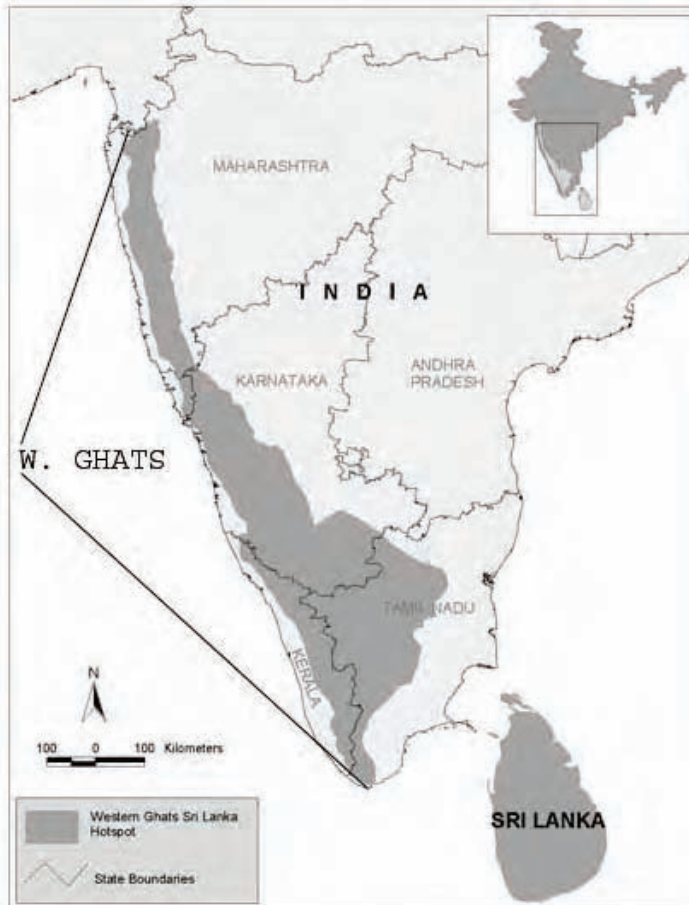 MAHARASHTRA
I N D I A
KARNATAKA
ANDHRA
PRADESH
W. GHATS
TAMIL NADU
KERALA
N
100 0 100 Kilometers
SRI LANKA
Western Ghats Sri Lanka
Hotspot
State Boundaries